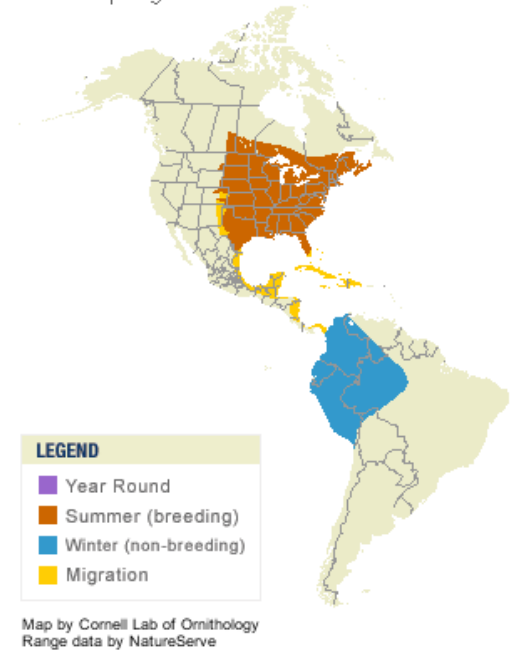 LEGEND
Year Round
Summer (breeding)
Winter (non-breeding)
Migration
Map by Cornell Lab of Ornithology
Range data by NatureServe